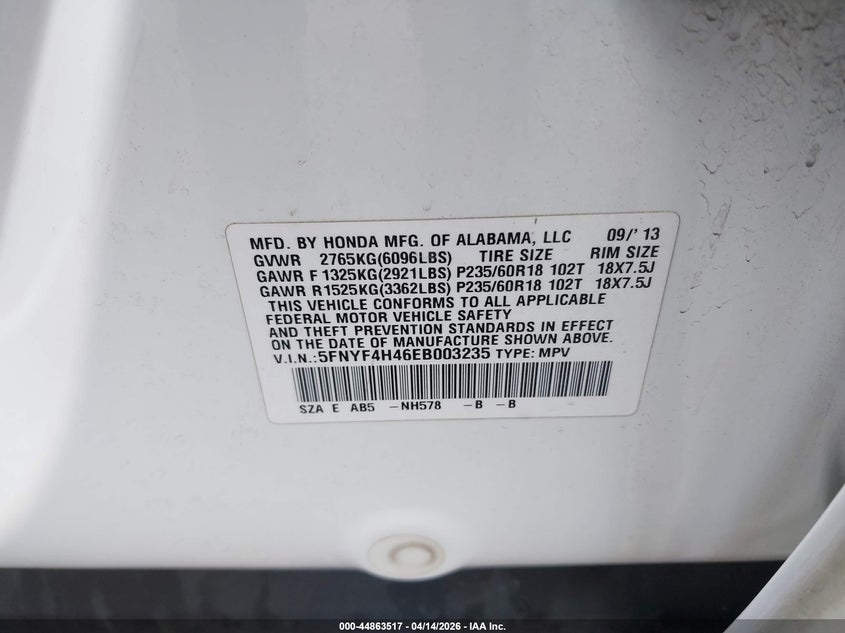 MFD. BY HONDA MFG. OF ALABAMA, LLC 09/' 13
GVWR 2765KG(6096LBS) TIRE SIZE RIM SIZE
GAWR F 1325KG(2921LBS) P235/60R18 102T 18X7.5J
GAWR R 1525KG(3362LBS) P235/60R18 102T 18X7.5J
THIS VEHICLE CONFORMS TO ALL APPLICABLE
FEDERAL MOTOR VEHICLE SAFETY
AND THEFT PREVENTION STANDARDS IN EFFECT
ON THE DATE OF MANUFACTURE SHOWN ABOVE.
V.I.N.:5FNYF4H46EB003235 TYPE: MPV
SZA E AB5 -NH578 -B -B -
000-44863517 | 04/14/2026 - IAA Inc.